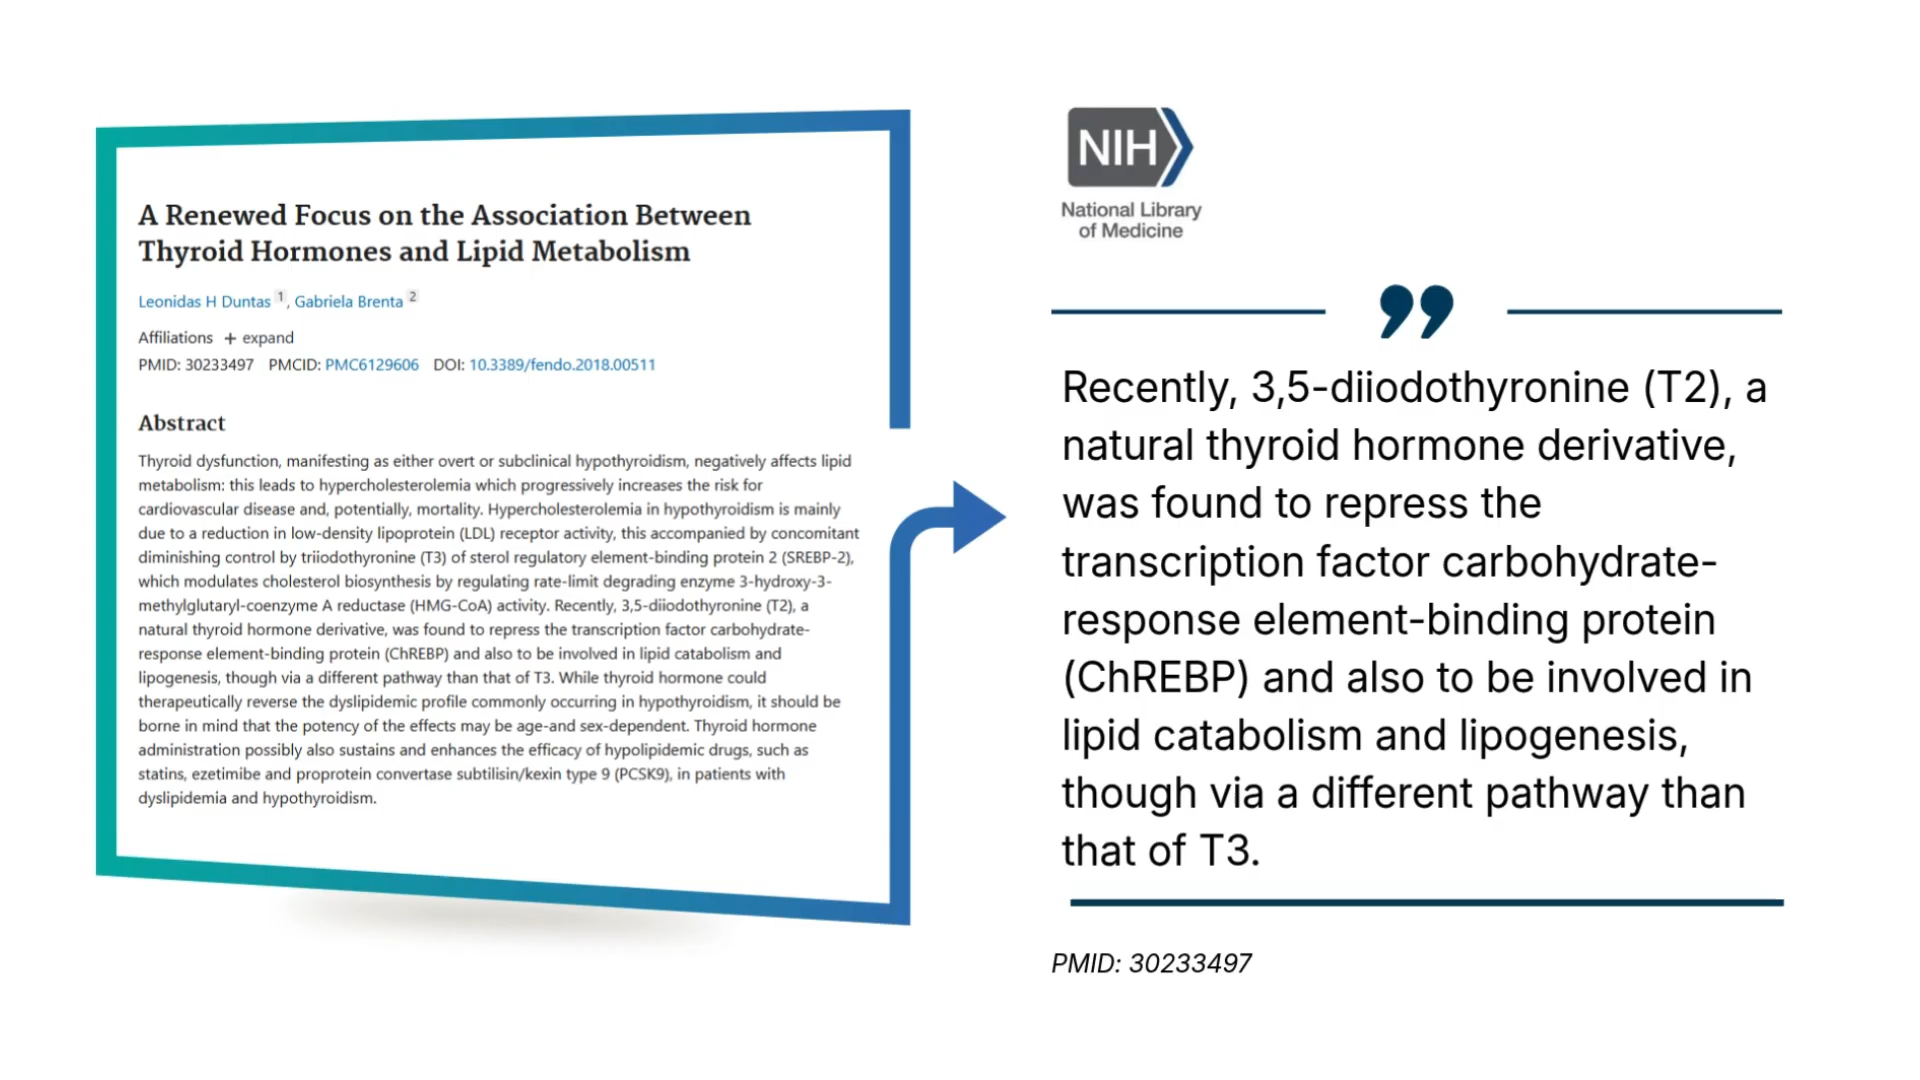 A Renewed Focus on the Association Between
Thyroid Hormones and Lipid Metabolism
Leonidas H Duntas 1, Gabriela Brenta 2
Affiliations + expand
PMID: 30233497 PMCID: PMC6129606 DOI: 10.3389/fendo.2018.00511
Abstract
Thyroid dysfunction, manifesting as either overt or subclinical hypothyroidism, negatively affects lipid
metabolism: this leads to hypercholesterolemia which progressively increases the risk for
cardiovascular disease and, potentially, mortality. Hypercholesterolemia in hypothyroidism is mainly
due to a reduction in low-density lipoprotein (LDL) receptor activity, this accompanied by concomitant
diminishing control by triiodothyronine (T3) of sterol regulatory element-binding protein 2 (SREBP-2),
which modulates cholesterol biosynthesis by regulating rate-limit degrading enzyme 3-hydroxy-3-
methylglutaryl-coenzyme A reductase (HMG-CoA) activity. Recently, 3,5-diiodothyronine (T2), a
natural thyroid hormone derivative, was found to repress the transcription factor carbohydrate-
response element-binding protein (ChREBP) and also to be involved in lipid catabolism and
lipogenesis, though via a different pathway than that of T3. While thyroid hormone could
therapeutically reverse the dyslipidemic profile commonly occurring in hypothyroidism, it should be
borne in mind that the potency of the effects may be age-and sex-dependent. Thyroid hormone
administration possibly also sustains and enhances the efficacy of hypolipidemic drugs, such as
statins, ezetimibe and proprotein convertase subtilisin/kexin type 9 (PCSK9), in patients with
dyslipidemia and hypothyroidism.
NIH
National Library
of Medicine
”
Recently, 3,5-diiodothyronine (T2), a
natural thyroid hormone derivative,
was found to repress the
transcription factor carbohydrate-
response element-binding protein
(ChREBP) and also to be involved in
lipid catabolism and lipogenesis,
though via a different pathway than
that of T3.
PMID: 30233497